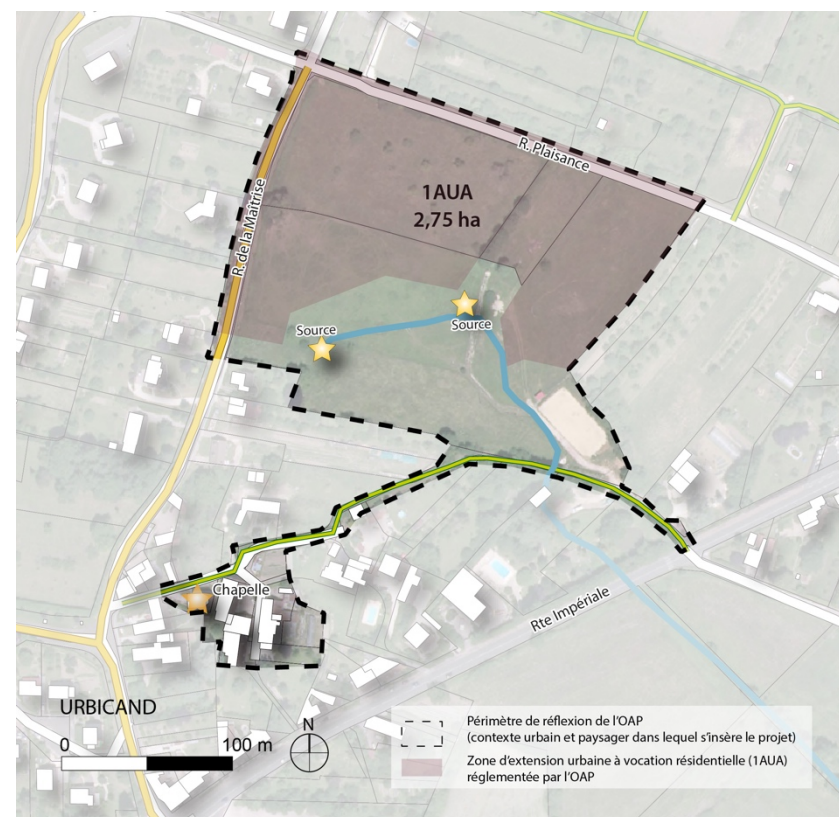 R. Plaisance
1AUA
2,75 ha
R. de la Maîtrise
Source
Source
Chapelle
Rte Impériale
URBICAND
0 100 m
N
Périmètre de réflexion de l'OAP
(contexte urbain et paysager dans lequel s'insère le projet)
Zone d'extension urbaine à vocation résidentielle (1AUA)
réglementée par l'OAP